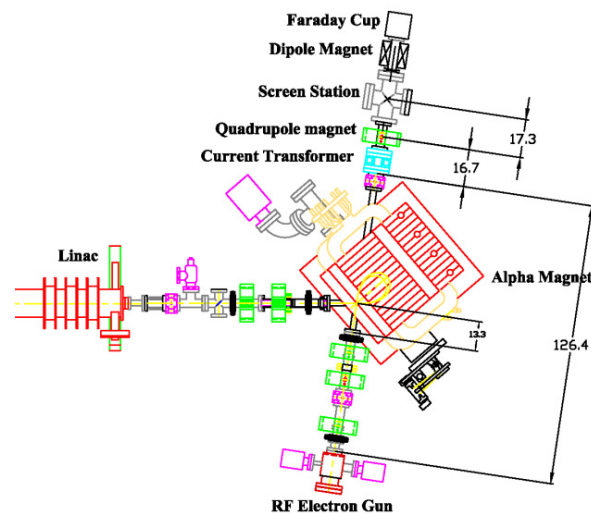 Faraday Cup
Dipole Magnet
Screen Station
Quadrupole magnet
Current Transformer
17.3
16.7
Linac
Alpha Magnet
13.3
126.4
RF Electron Gun